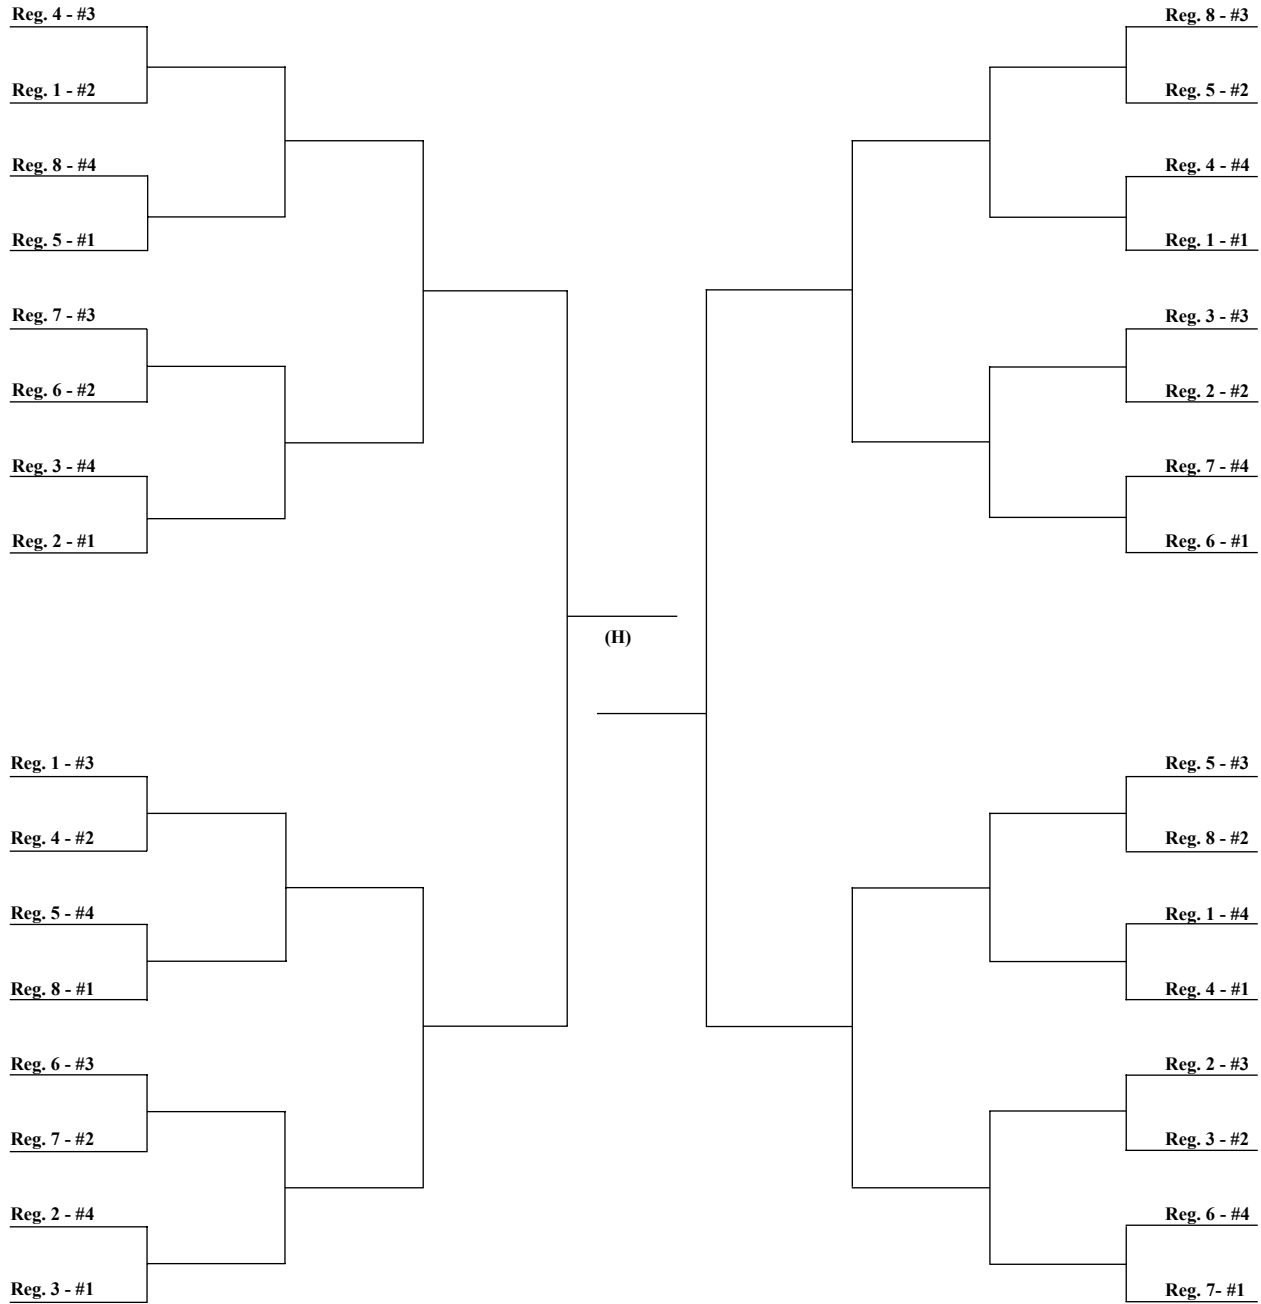 Reg. 4 - #3
Reg. 1 - #2
Reg. 8 - #4
Reg. 5 - #1
Reg. 7 - #3
Reg. 6 - #2
Reg. 3 - #4
Reg. 2 - #1
Reg. 1 - #3
Reg. 4 - #2
Reg. 5 - #4
Reg. 8 - #1
Reg. 6 - #3
Reg. 7 - #2
Reg. 2 - #4
Reg. 3 - #1
(H)
Reg. 8 - #3
Reg. 5 - #2
Reg. 4 - #4
Reg. 1 - #1
Reg. 3 - #3
Reg. 2 - #2
Reg. 7 - #4
Reg. 6 - #1
Reg. 5 - #3
Reg. 8 - #2
Reg. 1 - #4
Reg. 4 - #1
Reg. 2 - #3
Reg. 3 - #2
Reg. 6 - #4
Reg. 7- #1